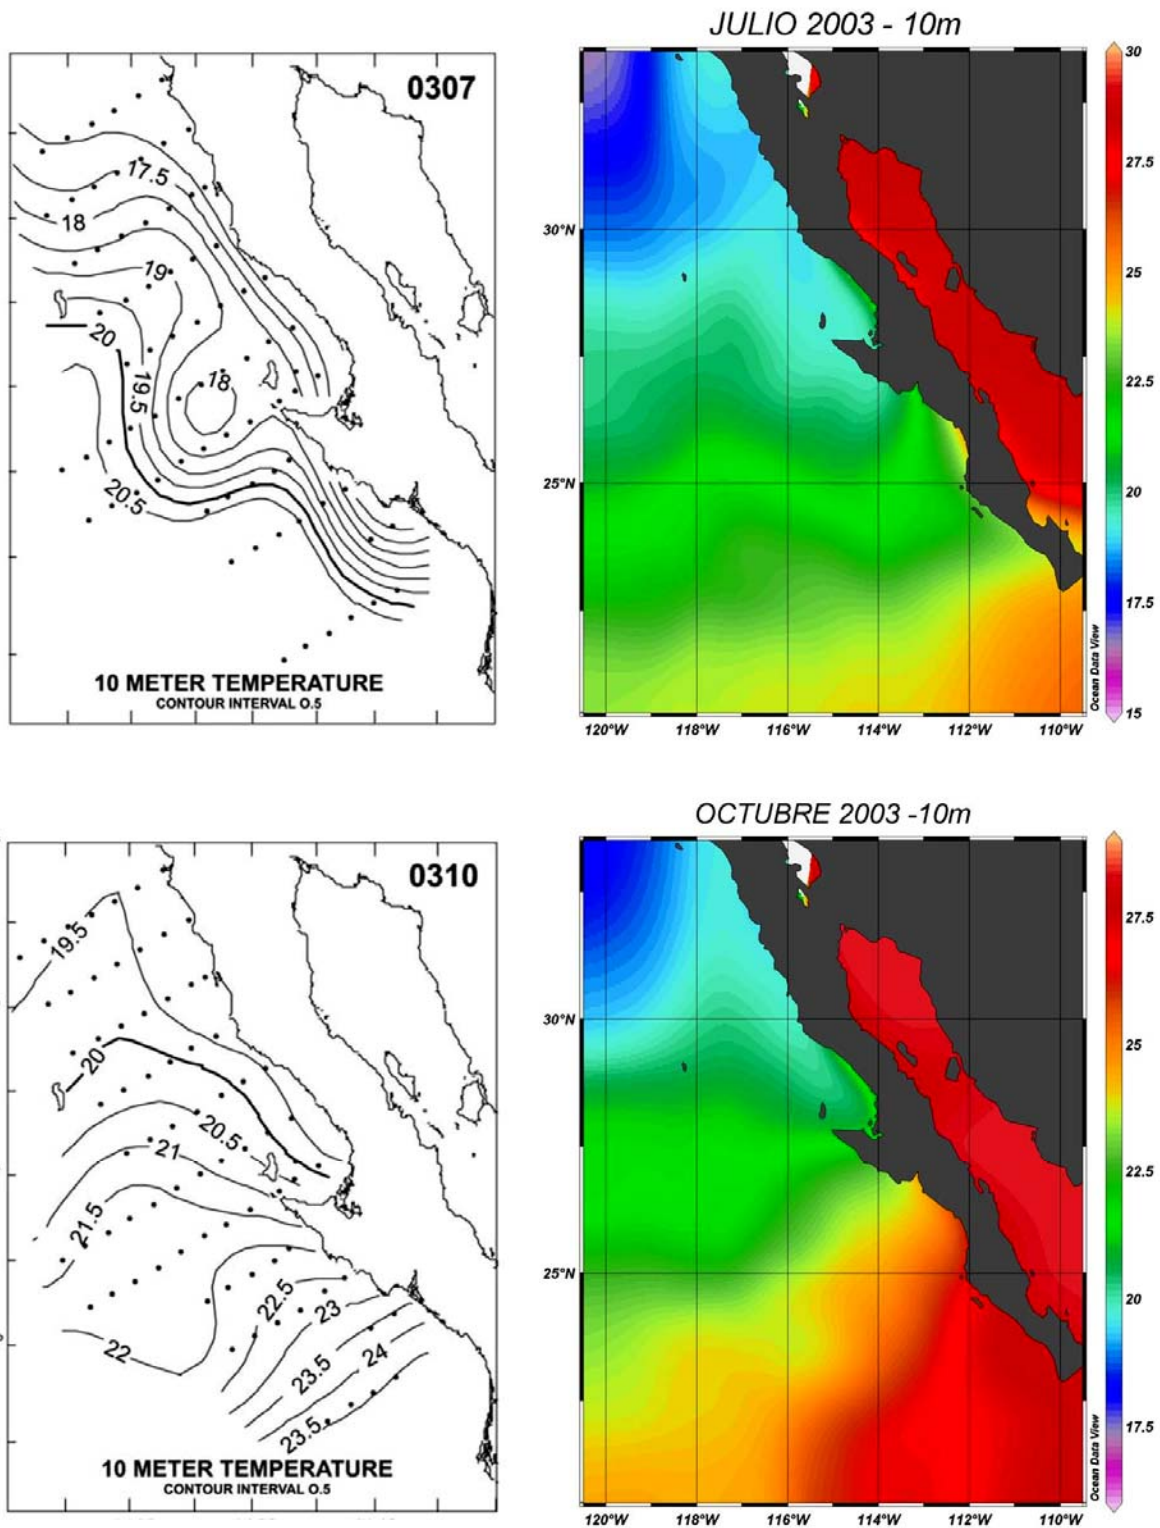 0307
17.5
18
19
20
18
19.5
20.5
10 METER TEMPERATURE
CONTOUR INTERVAL 0.5
JULIO 2003 - 10m
30
27.5
25
22.5
20
17.5
15
30°N
25°N
Ocean Data View
120°W 118°W 116°W 114°W 112°W 110°W
0310
19.5
20
20.5
21
21.5
22.5
23
22
23.5
24
23.5
10 METER TEMPERATURE
CONTOUR INTERVAL 0.5
OCTUBRE 2003 -10m
27.5
25
22.5
20
17.5
30°N
25°N
Ocean Data View
120°W 118°W 116°W 114°W 112°W 110°W